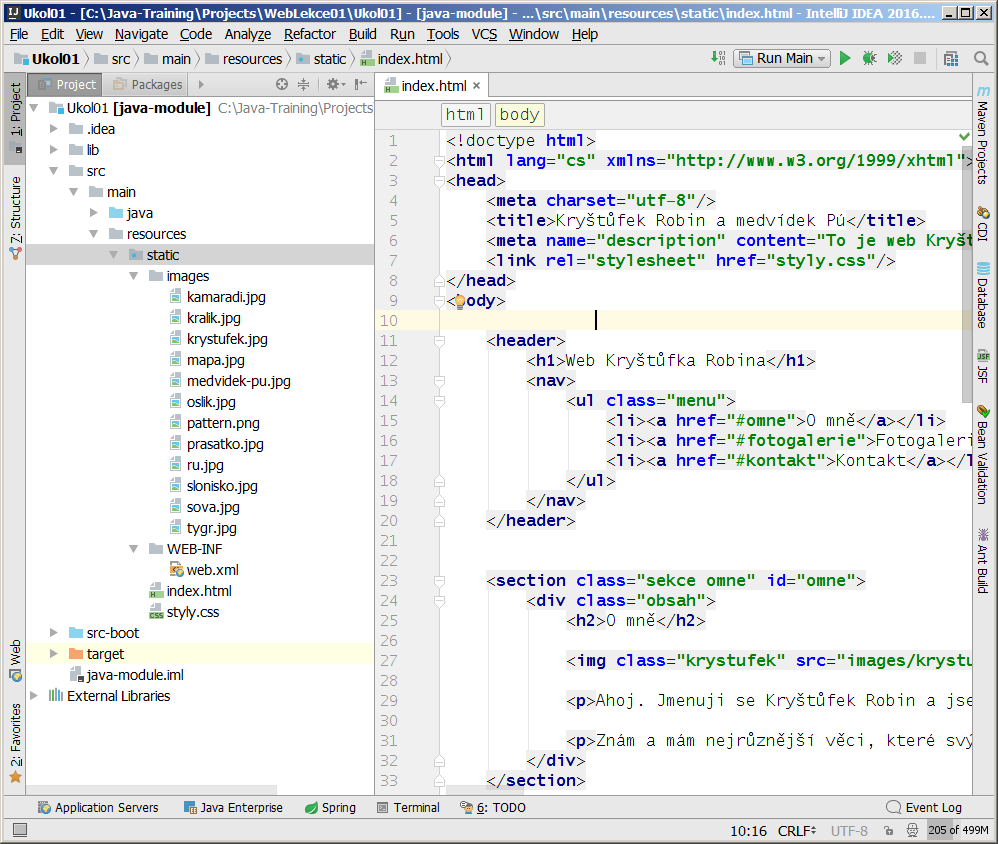 Ukol01 - [C:\Java-Training\Projects\WebLekce01\Ukol01] - [java-module] - ...\src\main\resources\static\index.html - IntelliJ IDEA 2016....
File Edit View Navigate Code Analyze Refactor Build Run Tools VCS Window Help
Ukol01 src main resources static index.html Run Main
Project Packages
index.html
1: Project
Z: Structure
Web
2: Favorites
Ukol01 [java-module] C:\Java-Training\Projects
.idea
lib
src
main
java
resources
static
images
kamaradi.jpg
kralik.jpg
krystufek.jpg
mapa.jpg
medvidek-pu.jpg
oslik.jpg
pattern.png
prasatko.jpg
ru.jpg
slonisko.jpg
sova.jpg
tygr.jpg
WEB-INF
web.xml
index.html
styly.css
src-boot
target
java-module.iml
External Libraries
html body
1 <!doctype html>
2 <html lang="cs" xmlns="http://www.w3.org/1999/xhtml">
3 <head>
4 <meta charset="utf-8"/>
5 <title>Kryštůfek Robin a medvídek Pú</title>
6 <meta name="description" content="To je web Kryšt
7 <link rel="stylesheet" href="styly.css"/>
8 </head>
9 <body>
10
11 <header>
12 <h1>Web Kryštůfka Robina</h1>
13 <nav>
14 <ul class="menu">
15 <li><a href="#omne">O mně</a></li>
16 <li><a href="#fotogalerie">Fotogaleri
17 <li><a href="#kontakt">Kontakt</a></l
18 </ul>
19 </nav>
20 </header>
21
22
23 <section class="sekce omne" id="omne">
24 <div class="obsah">
25 <h2>O mně</h2>
26
27 <img class="krystufek" src="images/krystu
28
29 <p>Ahoj. Jmenuji se Kryštůfek Robin a jse
30
31 <p>Znám a mám nejrůznější věci, které svý
32 </div>
33 </section>
Maven Projects
CDI
Database
JSF
Bean Validation
Ant Build
Application Servers Java Enterprise Spring Terminal 6: TODO Event Log
10:16 CRLF UTF-8 205 of 499M